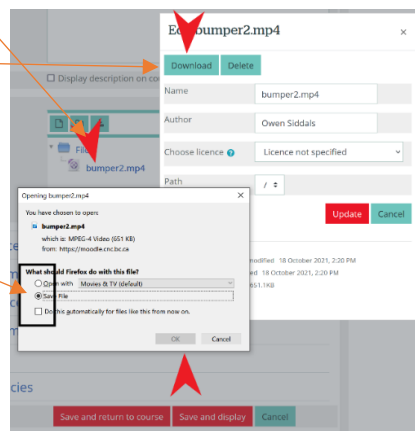 Edit bumper2.mp4 ×
Download Delete
Name bumper2.mp4
Author Owen Siddals
Choose licence Licence not specified
Path /
Update Cancel
modified 18 October 2021, 2:20 PM
ed 18 October 2021, 2:20 PM
651.1KB
Display description on co
Files
bumper2.mp4
Opening bumper2.mp4 ×
You have chosen to open:
bumper2.mp4
which is: MPEG-4 Video (651 KB)
from: https://moodle.cnc.bc.ca
What should Firefox do with this file?
Open with Movies & TV (default)
Save File
Do this automatically for files like this from now on.
OK Cancel
cies
Save and return to course Save and display Cancel